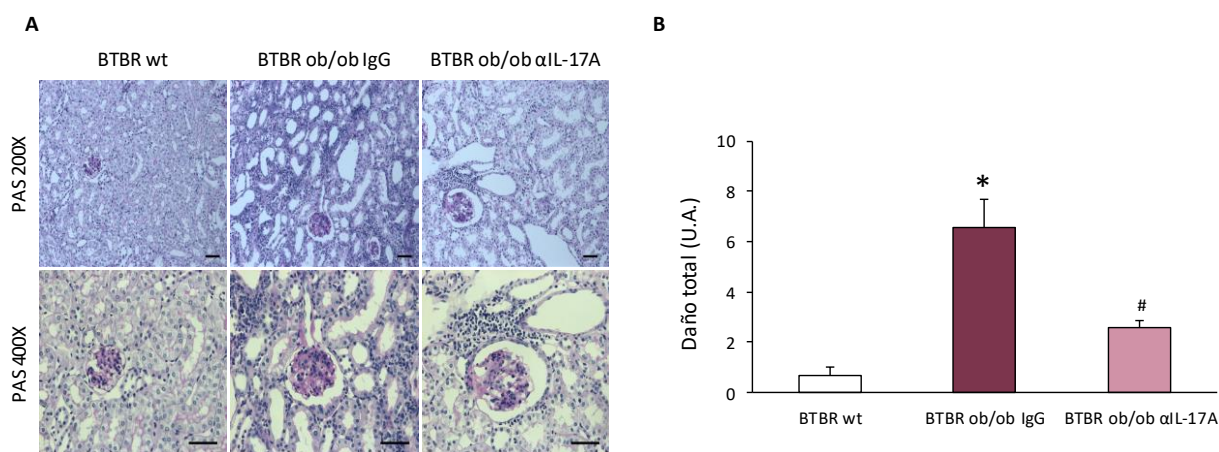 A
BTBR wt
BTBR ob/ob IgG
BTBR ob/ob αIL-17A
PAS 200X
PAS 400X
B
Daño total (U.A.)
10
8
6
4
2
0
*
#
BTBR wt
BTBR ob/ob IgG
BTBR ob/ob αIL-17A